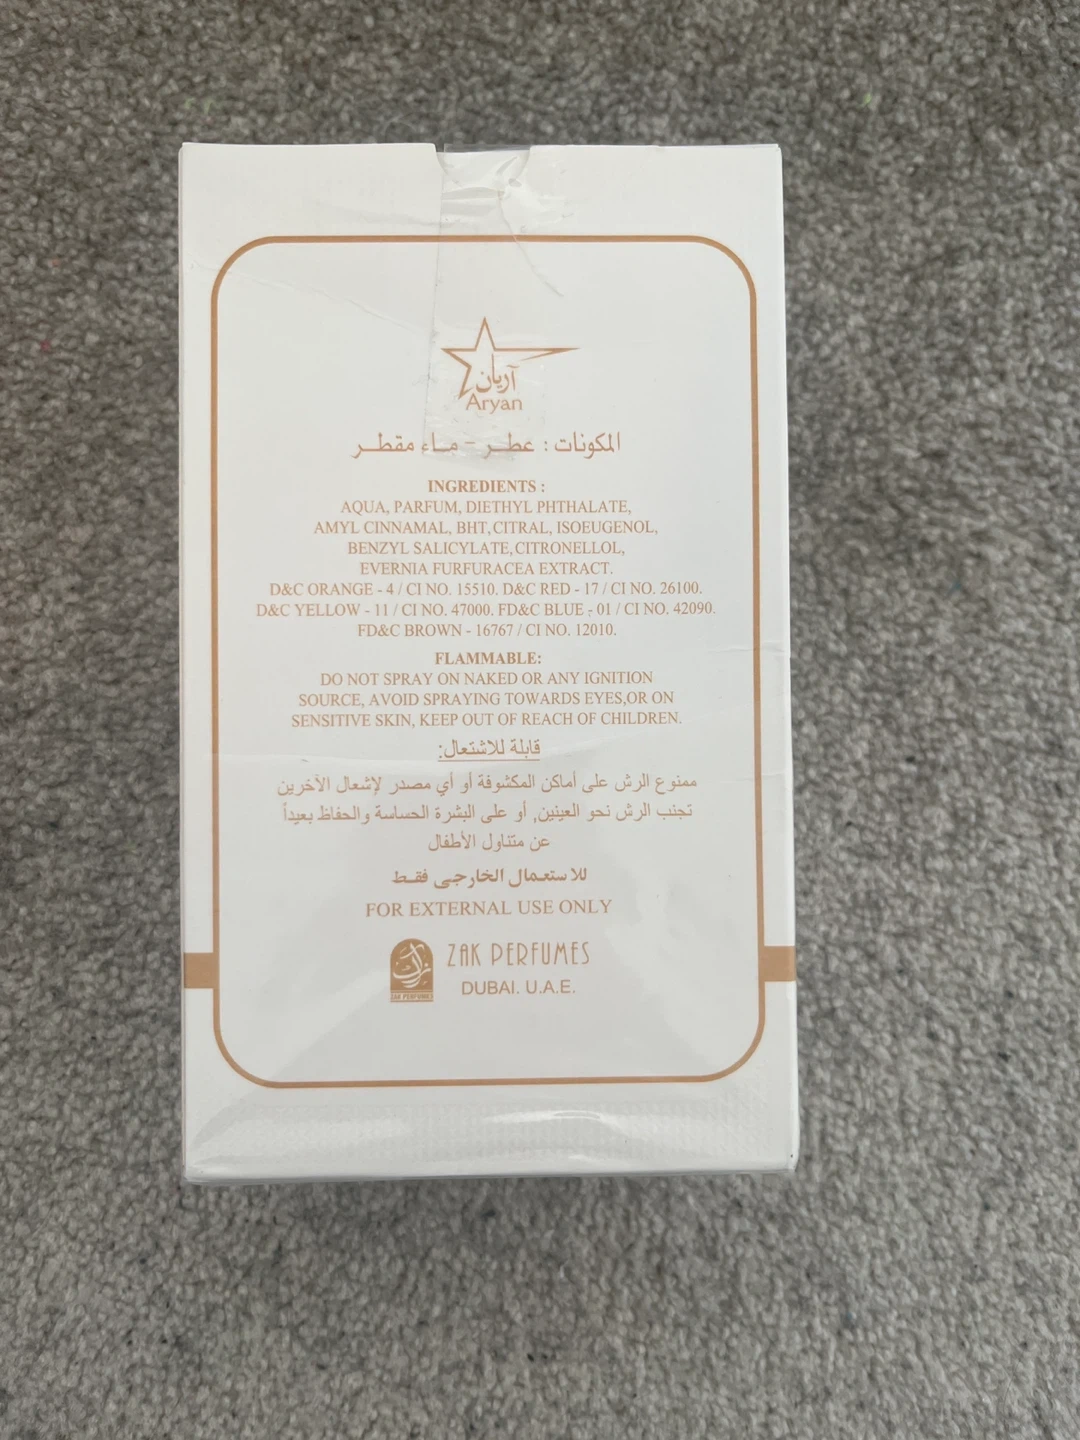 آريان
Aryan
المكونات : عطر - ماء مقطر
INGREDIENTS :
AQUA, PARFUM, DIETHYL PHTHALATE,
AMYL CINNAMAL, BHT, CITRAL, ISOEUGENOL,
BENZYL SALICYLATE, CITRONELLOL,
EVERNIA FURFURACEA EXTRACT.
D&C ORANGE - 4 / CI NO. 15510. D&C RED - 17 / CI NO. 26100.
D&C YELLOW - 11 / CI NO. 47000. FD&C BLUE - 01 / CI NO. 42090.
FD&C BROWN - 16767 / CI NO. 12010.
FLAMMABLE:
DO NOT SPRAY ON NAKED OR ANY IGNITION
SOURCE, AVOID SPRAYING TOWARDS EYES,OR ON
SENSITIVE SKIN, KEEP OUT OF REACH OF CHILDREN.
قابلة للاشتعال:
ممنوع الرش على أماكن المكشوفة أو أي مصدر لإشعال الآخرين
تجنب الرش نحو العينين, أو على البشرة الحساسة والحفاظ بعيداً
عن متناول الأطفال
للاستعمال الخارجى فقط
FOR EXTERNAL USE ONLY
زاك
ZAK PERFUMES
ZAK PERFUMES
DUBAI. U.A.E.